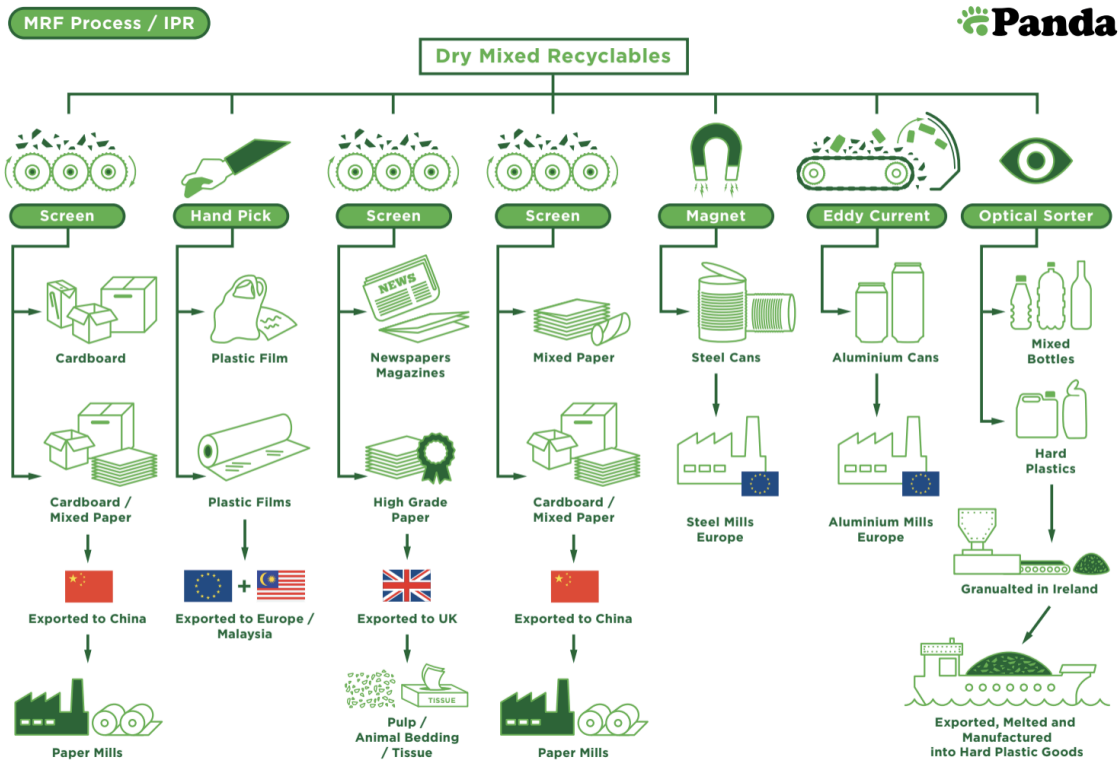 MRF Process / IPR
Panda
Dry Mixed Recyclables
Screen
Hand Pick
Screen
Screen
Magnet
Eddy Current
Optical Sorter
Cardboard
Plastic Film
NEWS
Newspapers
Magazines
Mixed Paper
Steel Cans
Aluminium Cans
Mixed
Bottles
Hard
Plastics
Cardboard /
Mixed Paper
Plastic Films
High Grade
Paper
Cardboard /
Mixed Paper
Steel Mills
Europe
Aluminium Mills
Europe
Granualted in Ireland
Exported to China
Exported to Europe /
Malaysia
Exported to UK
Exported to China
Paper Mills
TISSUE
Pulp /
Animal Bedding
/ Tissue
Paper Mills
Exported, Melted and
Manufactured
into Hard Plastic Goods